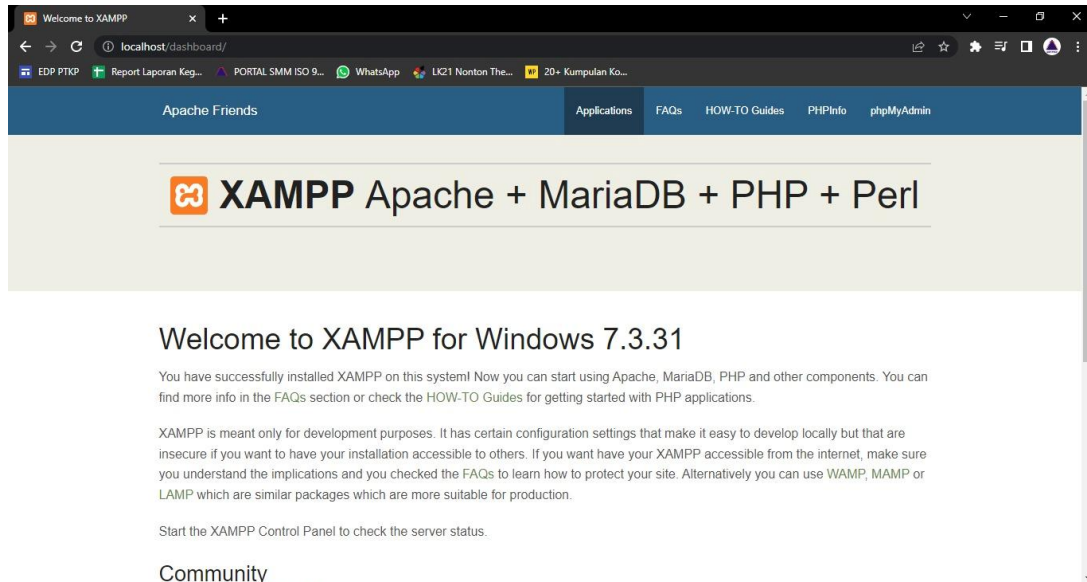 Welcome to XAMPP
localhost/dashboard/
EDP PTKP Report Laporan Keg... PORTAL SMM ISO 9... WhatsApp LK21 Nonton The... WP 20+ Kumpulan Ko...
Apache Friends Applications FAQs HOW-TO Guides PHPInfo phpMyAdmin
XAMPP Apache + MariaDB + PHP + Perl
Welcome to XAMPP for Windows 7.3.31
You have successfully installed XAMPP on this system! Now you can start using Apache, MariaDB, PHP and other components. You can
find more info in the FAQs section or check the HOW-TO Guides for getting started with PHP applications.
XAMPP is meant only for development purposes. It has certain configuration settings that make it easy to develop locally but that are
insecure if you want to have your installation accessible to others. If you want have your XAMPP accessible from the internet, make sure
you understand the implications and you checked the FAQs to learn how to protect your site. Alternatively you can use WAMP, MAMP or
LAMP which are similar packages which are more suitable for production.
Start the XAMPP Control Panel to check the server status.
Community